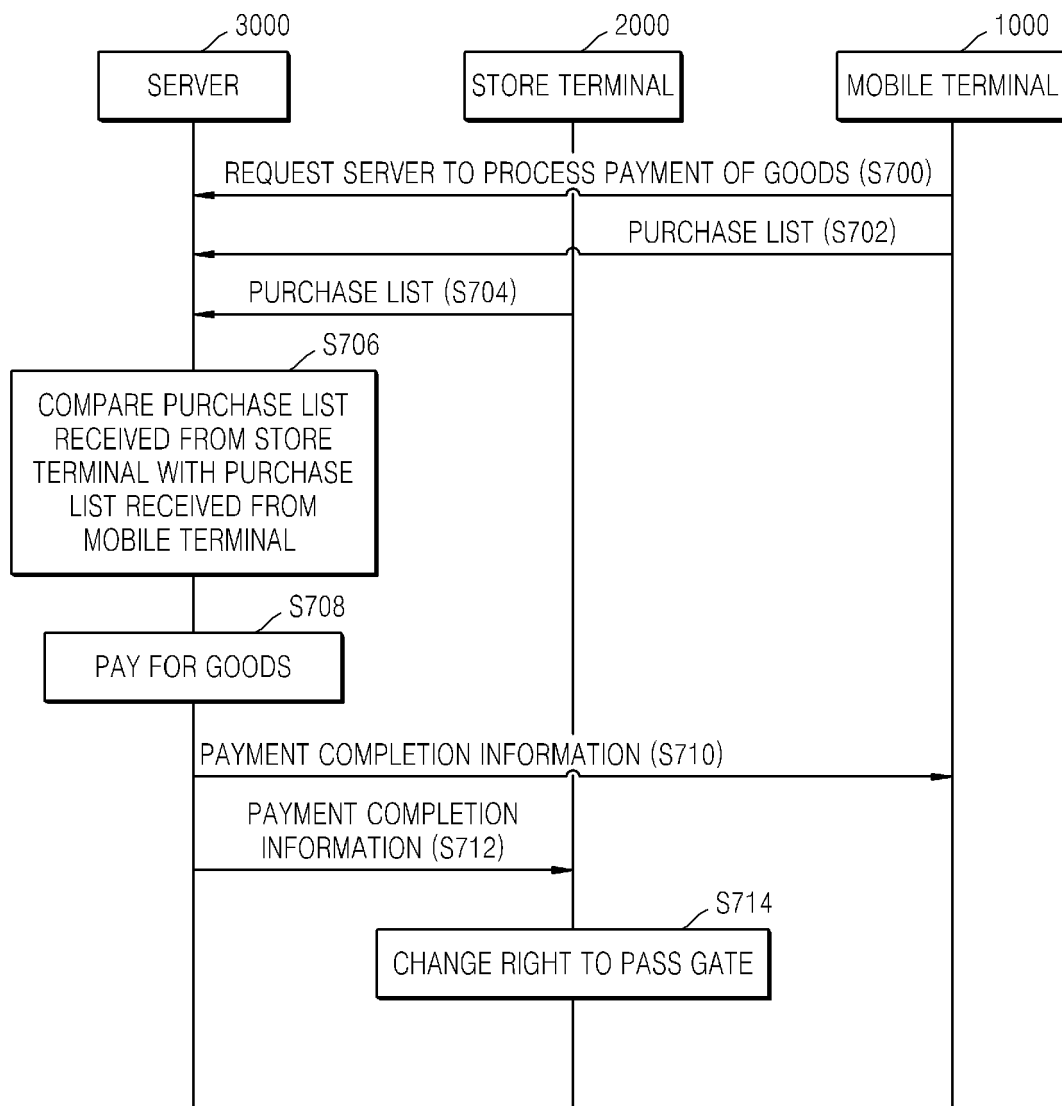 3000
2000
1000
SERVER
STORE TERMINAL
MOBILE TERMINAL
REQUEST SERVER TO PROCESS PAYMENT OF GOODS (S700)
PURCHASE LIST (S702)
PURCHASE LIST (S704)
S706
COMPARE PURCHASE LIST
RECEIVED FROM STORE
TERMINAL WITH PURCHASE
LIST RECEIVED FROM
MOBILE TERMINAL
S708
PAY FOR GOODS
PAYMENT COMPLETION INFORMATION (S710)
PAYMENT COMPLETION
INFORMATION (S712)
S714
CHANGE RIGHT TO PASS GATE